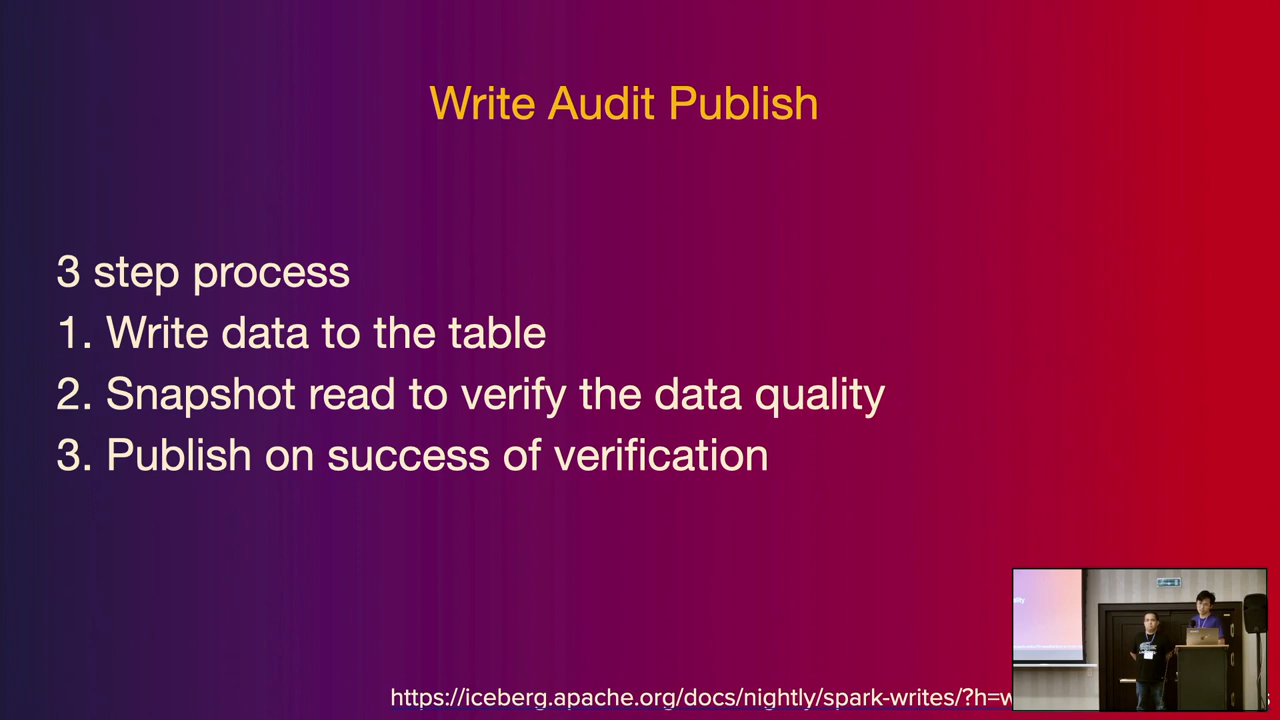 Write Audit Publish
3 step process
1. Write data to the table
2. Snapshot read to verify the data quality
3. Publish on success of verification
https://iceberg.apache.org/docs/nightly/spark-writes/?h=w